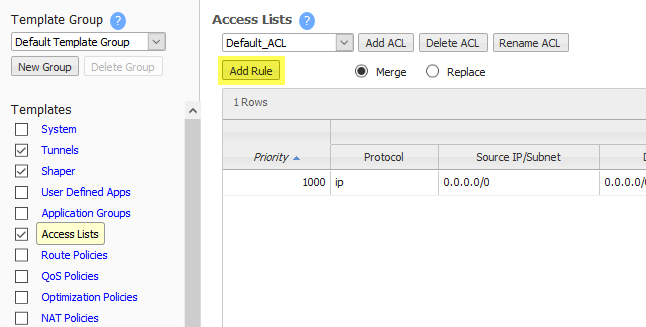 Template Group ?
Default Template Group
New Group Delete Group
Templates
System
Tunnels
Shaper
User Defined Apps
Application Groups
Access Lists
Route Policies
QoS Policies
Optimization Policies
NAT Policies
Access Lists ?
Default_ACL Add ACL Delete ACL Rename ACL
Add Rule Merge Replace
1 Rows
Priority Protocol Source IP/Subnet D
1000 ip 0.0.0.0/0 0.0.0.0/0